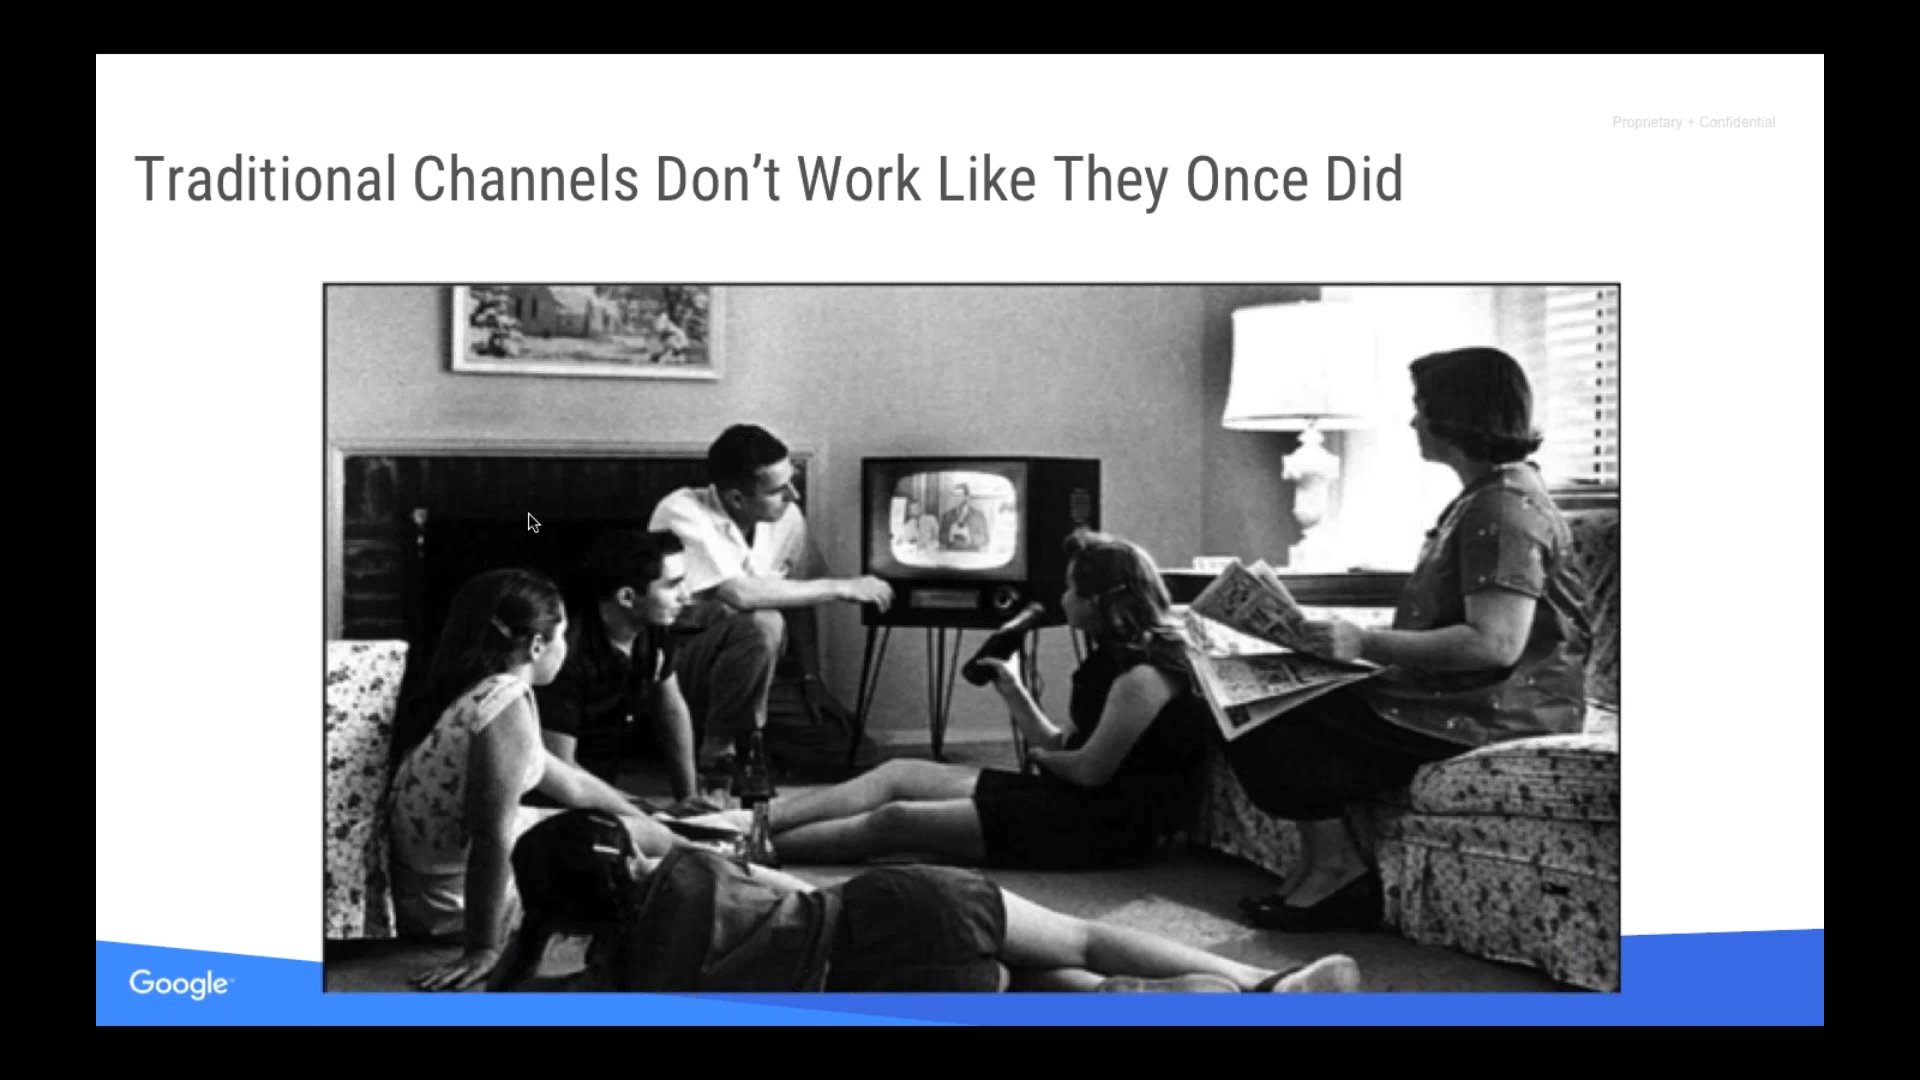 Proprietary + Confidential
Traditional Channels Don’t Work Like They Once Did
Google